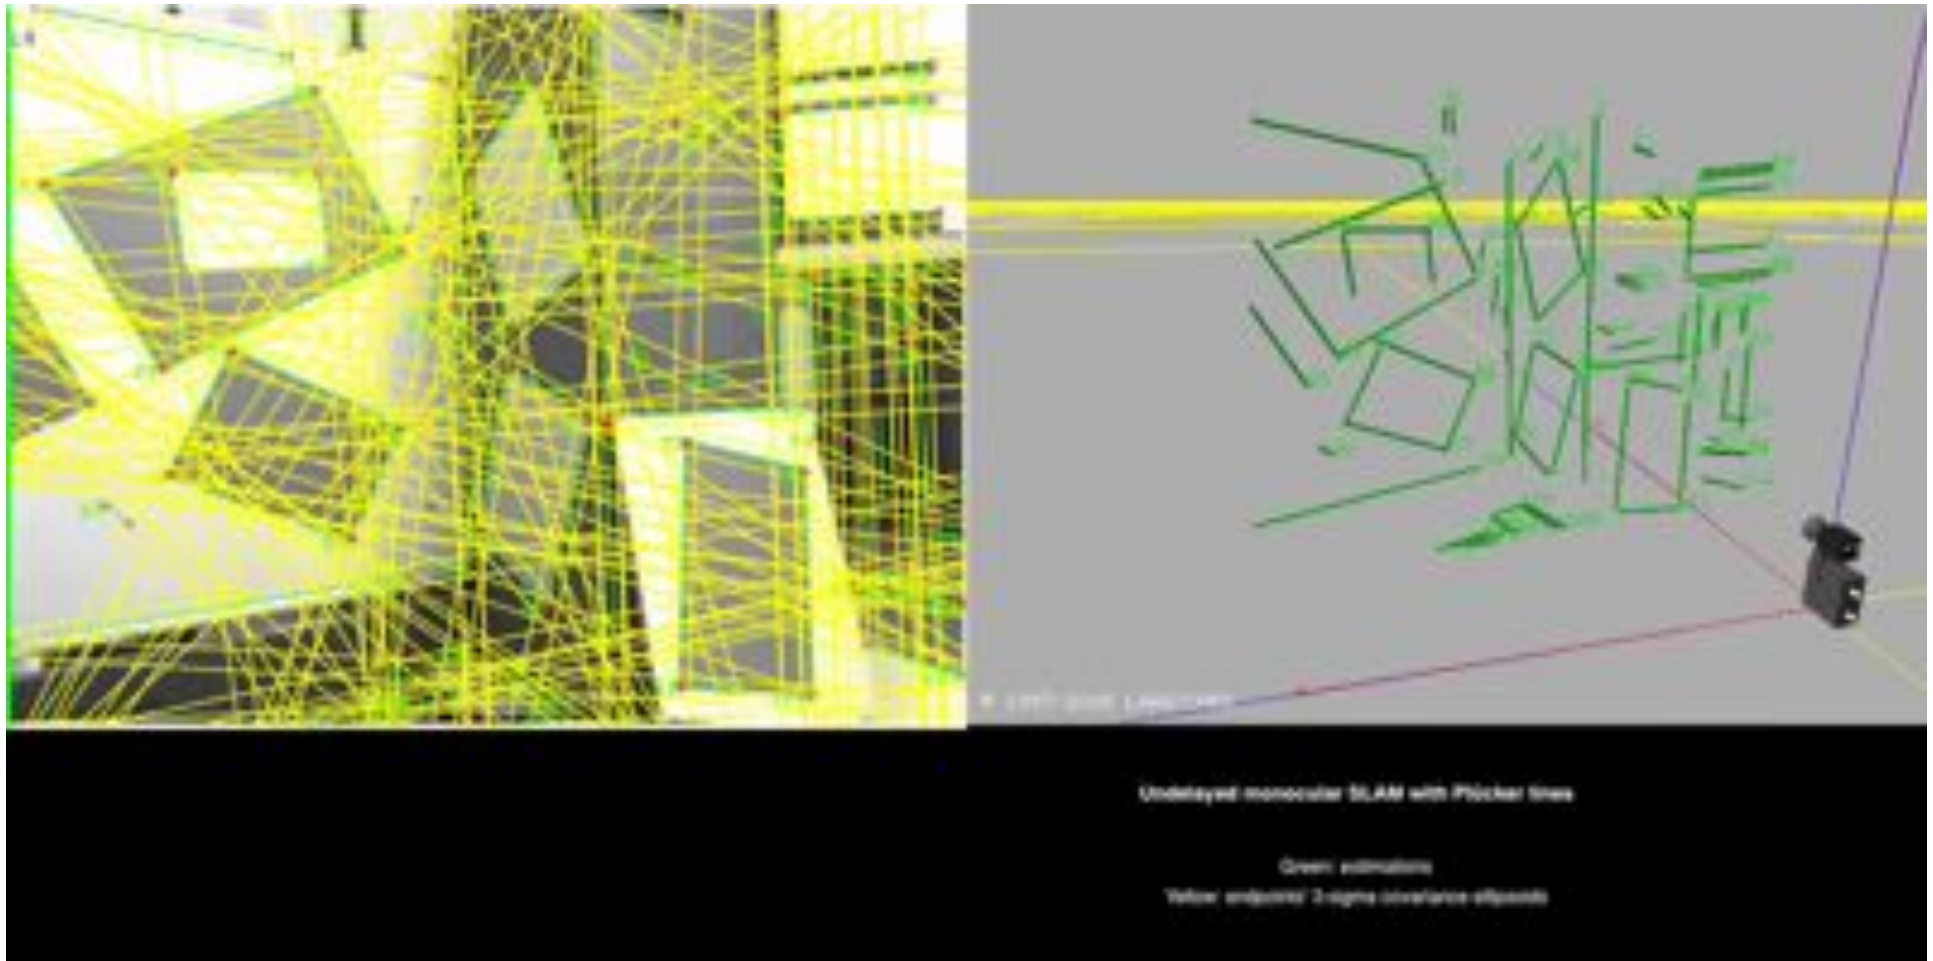 Undelayed monocular SLAM with Plücker lines
Green: estimations
Yellow: endpoints' 3-sigma covariance ellipsoids